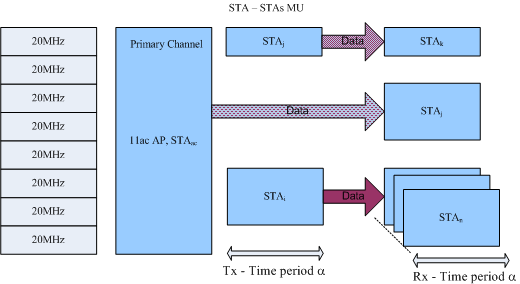 STA – STAs MU
20MHz
20MHz
20MHz
20MHz
20MHz
20MHz
20MHz
20MHz
Primary Channel
11ac AP, STAac
STAj
Data
STAk
Data
STAj
STAi
Data
STAn
Tx - Time period α
Rx - Time period α